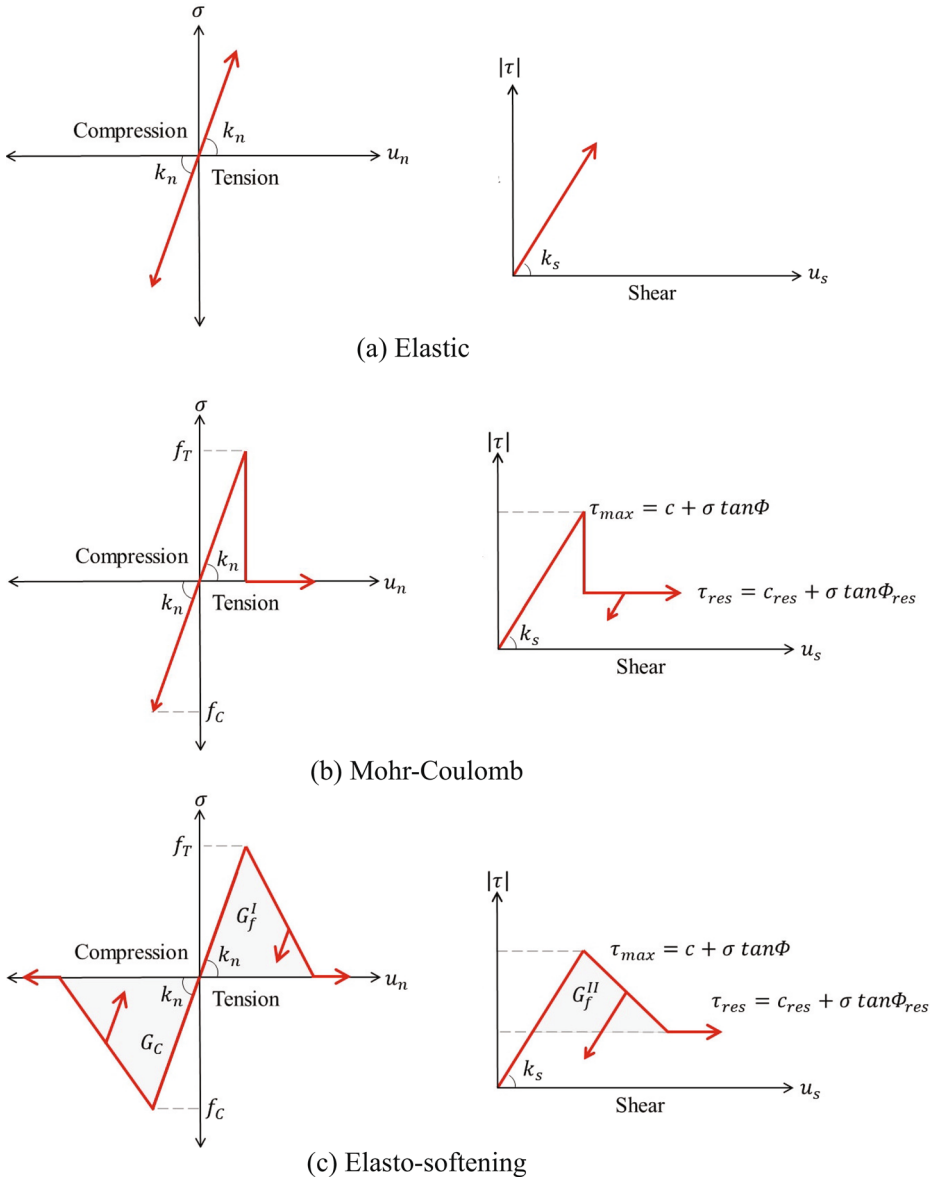 σ
|τ|
Compression
k_n
u_n
k_n
Tension
k_s
u_s
Shear
(a) Elastic
σ
f_T
|τ|
τ_max = c + σ tanΦ
Compression
k_n
u_n
k_n
Tension
τ_res = c_res + σ tanΦ_res
k_s
u_s
Shear
f_C
(b) Mohr-Coulomb
σ
f_T
|τ|
G_f^I
τ_max = c + σ tanΦ
Compression
k_n
u_n
k_n
Tension
G_f^II
τ_res = c_res + σ tanΦ_res
G_C
k_s
u_s
Shear
f_C
(c) Elasto-softening